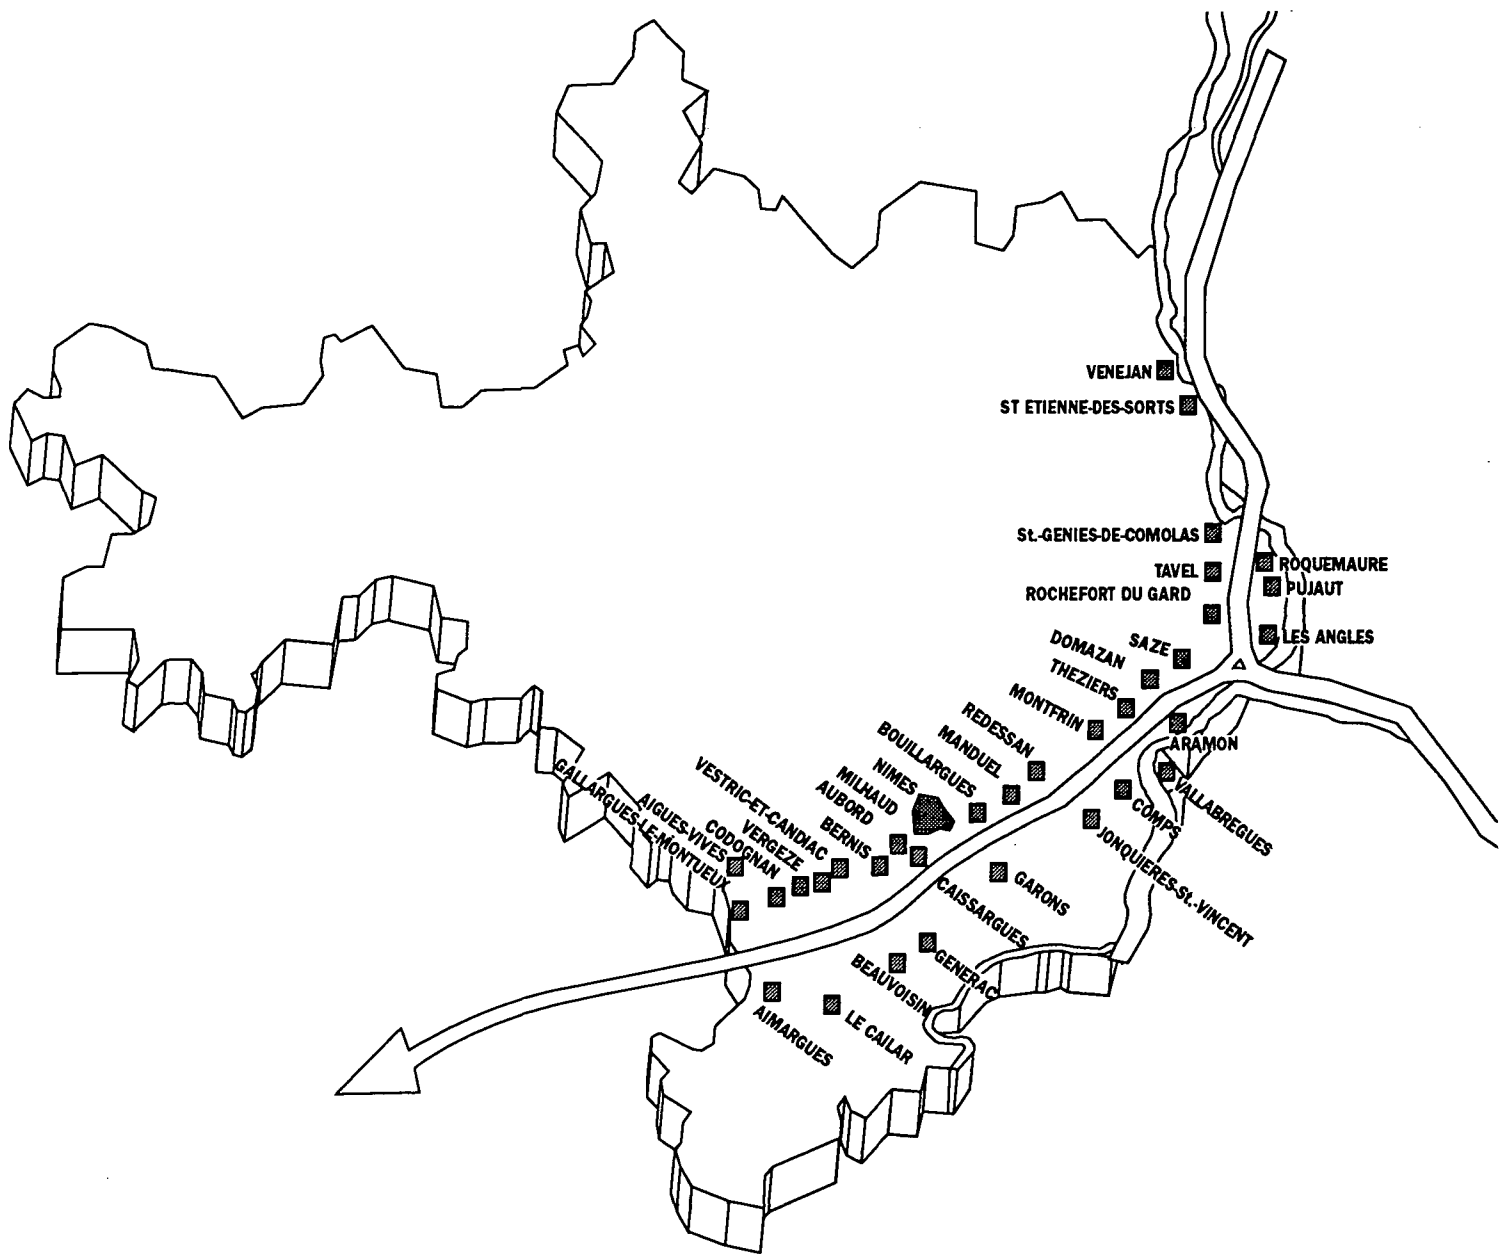 VENEJAN
ST ETIENNE-DES-SORTS
St.-GENIES-DE-COMOLAS
ROQUEMAURE
TAVEL
PUJAUT
ROCHEFORT DU GARD
LES ANGLES
SAZE
DOMAZAN
THEZIERS
MONTFRIN
ARAMON
REDESSAN
MANDUEL
BOUILLARGUES
NIMES
MILHAUD
AUBORD
BERNIS
VESTRIC-ET-CANDIAC
VERGEZE
CODOGNAN
AIGUES-VIVES
GALLARGUES-LE-MONTUEUX
VALLABREGUES
COMPS
JONQUIERES-St.-VINCENT
GARONS
CAISSARGUES
GENERAC
BEAUVOISIN
LE CAILAR
AIMARGUES